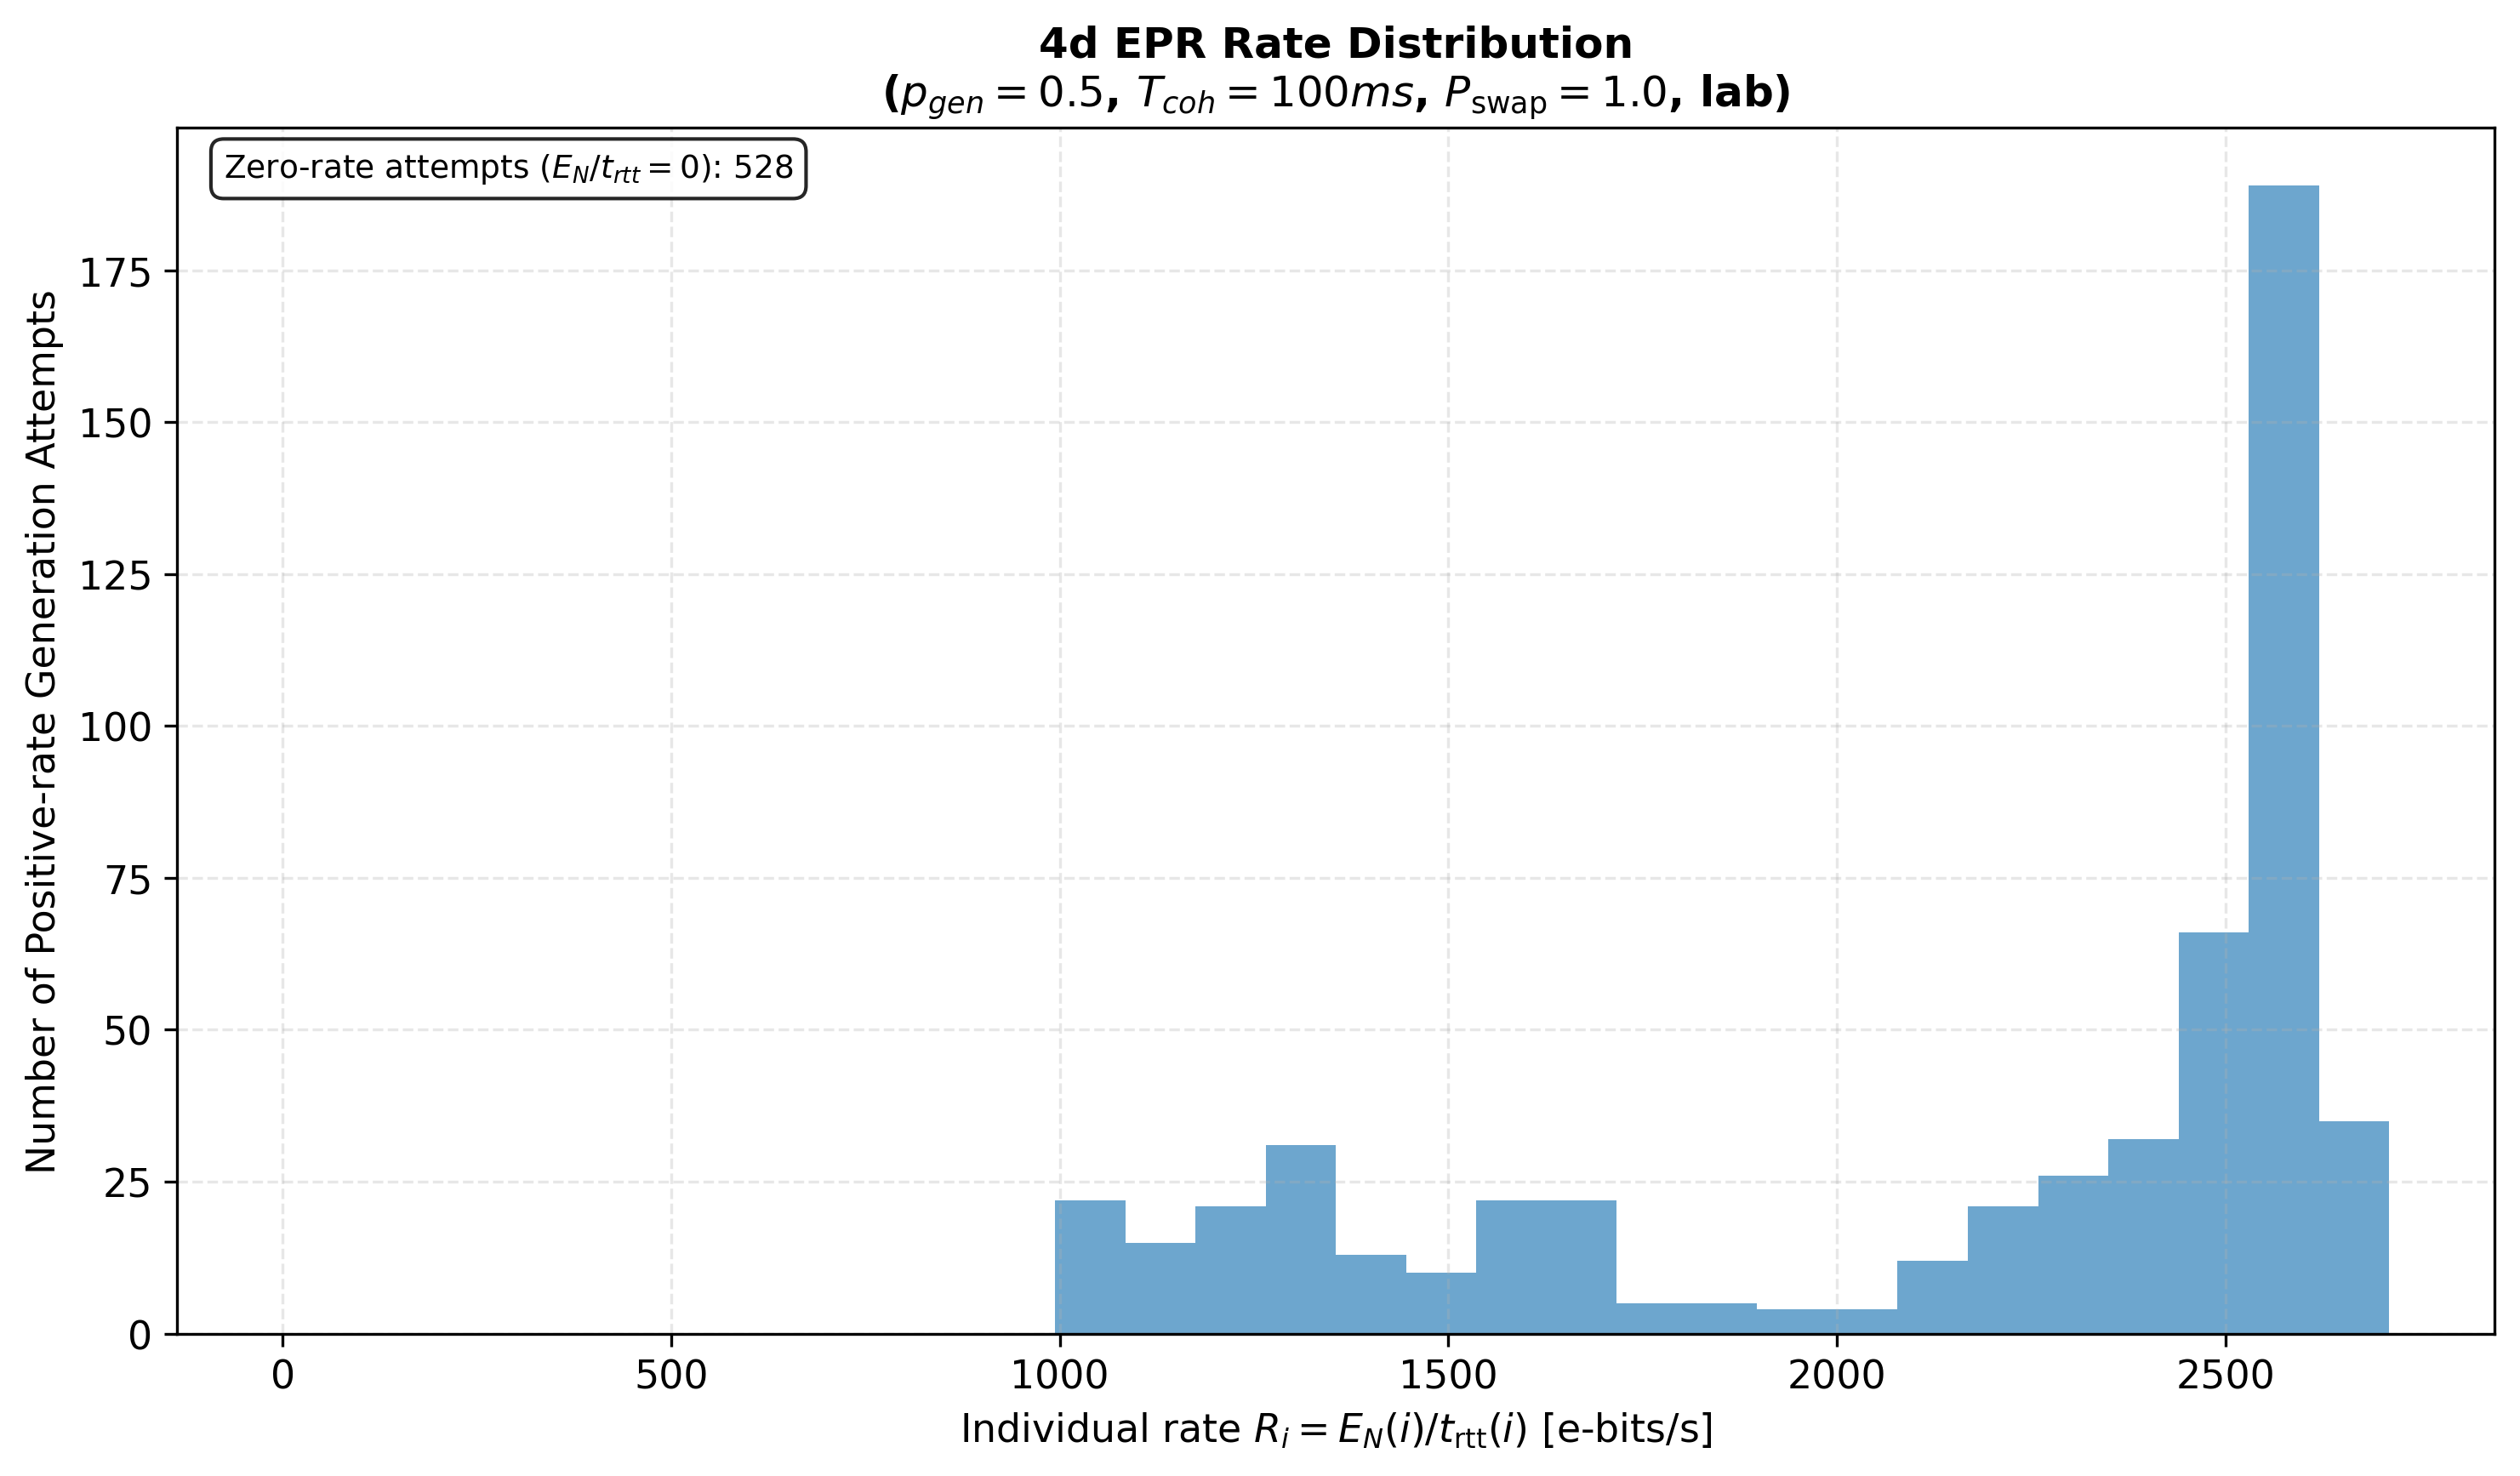 4d EPR Rate Distribution
(p_gen = 0.5, T_coh = 100ms, P_swap = 1.0, lab)
Zero-rate attempts (E_N/t_rtt = 0): 528
Number of Positive-rate Generation Attempts
175
150
125
100
75
50
25
0
0 500 1000 1500 2000 2500
Individual rate R_i = E_N(i)/t_rtt(i) [e-bits/s]